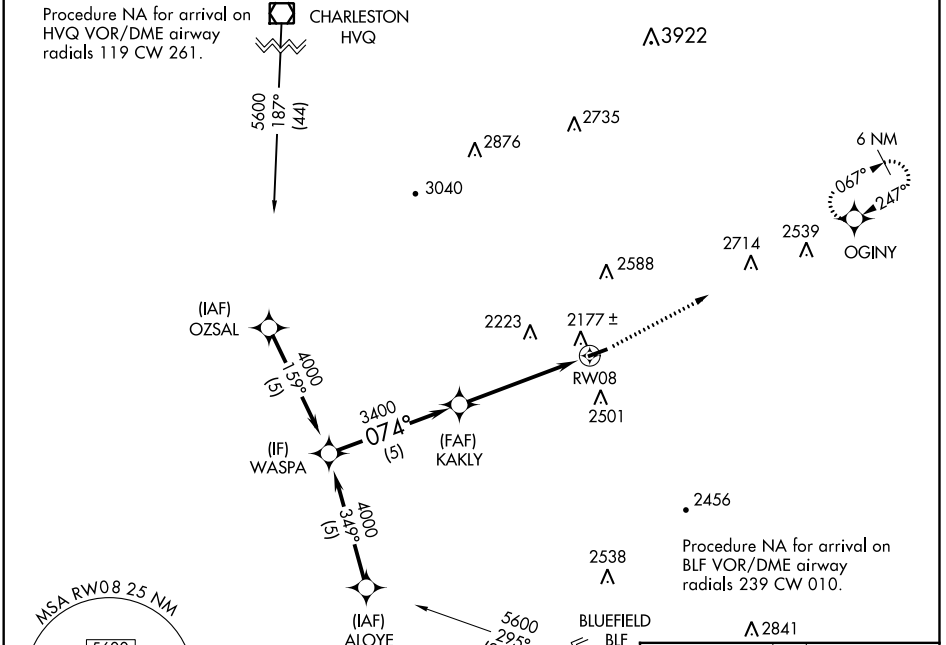 Procedure NA for arrival on
HVQ VOR/DME airway
radials 119 CW 261.
CHARLESTON
HVQ
3922
5600
187°
(44)
2735
2876
3040
6 NM
067°
247°
OGINY
2539
2714
2588
(IAF)
OZSAL
4000
159°
(5)
2223
2177 ±
RW08
2501
3400
074°
(5)
(FAF)
KAKLY
(IF)
WASPA
4000
349°
(5)
2456
Procedure NA for arrival on
BLF VOR/DME airway
radials 239 CW 010.
2538
MSA RW08 25 NM
5600
(IAF)
5600
295°
BLUEFIELD
BLF
2841